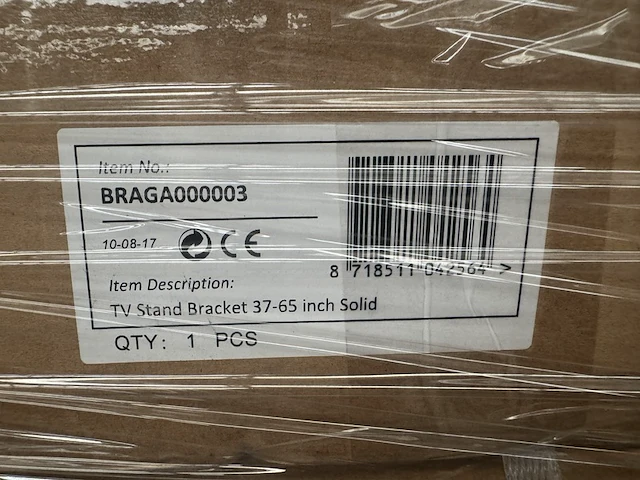 Item No.:
BRAGA000003
10-08-17 CE
8 718511 042564 >
Item Description:
TV Stand Bracket 37-65 inch Solid
QTY: 1 PCS